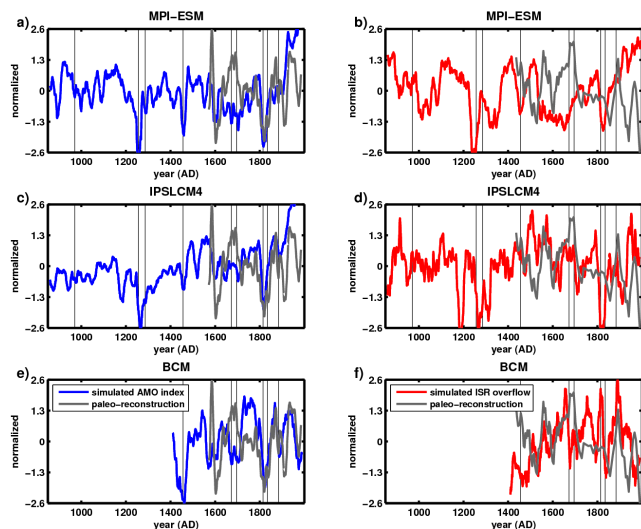 a) MPI-ESM
2.6
1.3
0
-1.3
-2.6
normalized
1000 1200 1400 1600 1800
year (AD)
b) MPI-ESM
2.6
1.3
0
-1.3
-2.6
normalized
1000 1200 1400 1600 1800
year (AD)
c) IPSLCM4
2.6
1.3
0
-1.3
-2.6
normalized
1000 1200 1400 1600 1800
year (AD)
d) IPSLCM4
2.6
1.3
0
-1.3
-2.6
normalized
1000 1200 1400 1600 1800
year (AD)
e) BCM
simulated AMO index
paleo-reconstruction
2.6
1.3
0
-1.3
-2.6
normalized
1000 1200 1400 1600 1800
year (AD)
f) BCM
simulated ISR overflow
paleo-reconstruction
2.6
1.3
0
-1.3
-2.6
normalized
1000 1200 1400 1600 1800
year (AD)